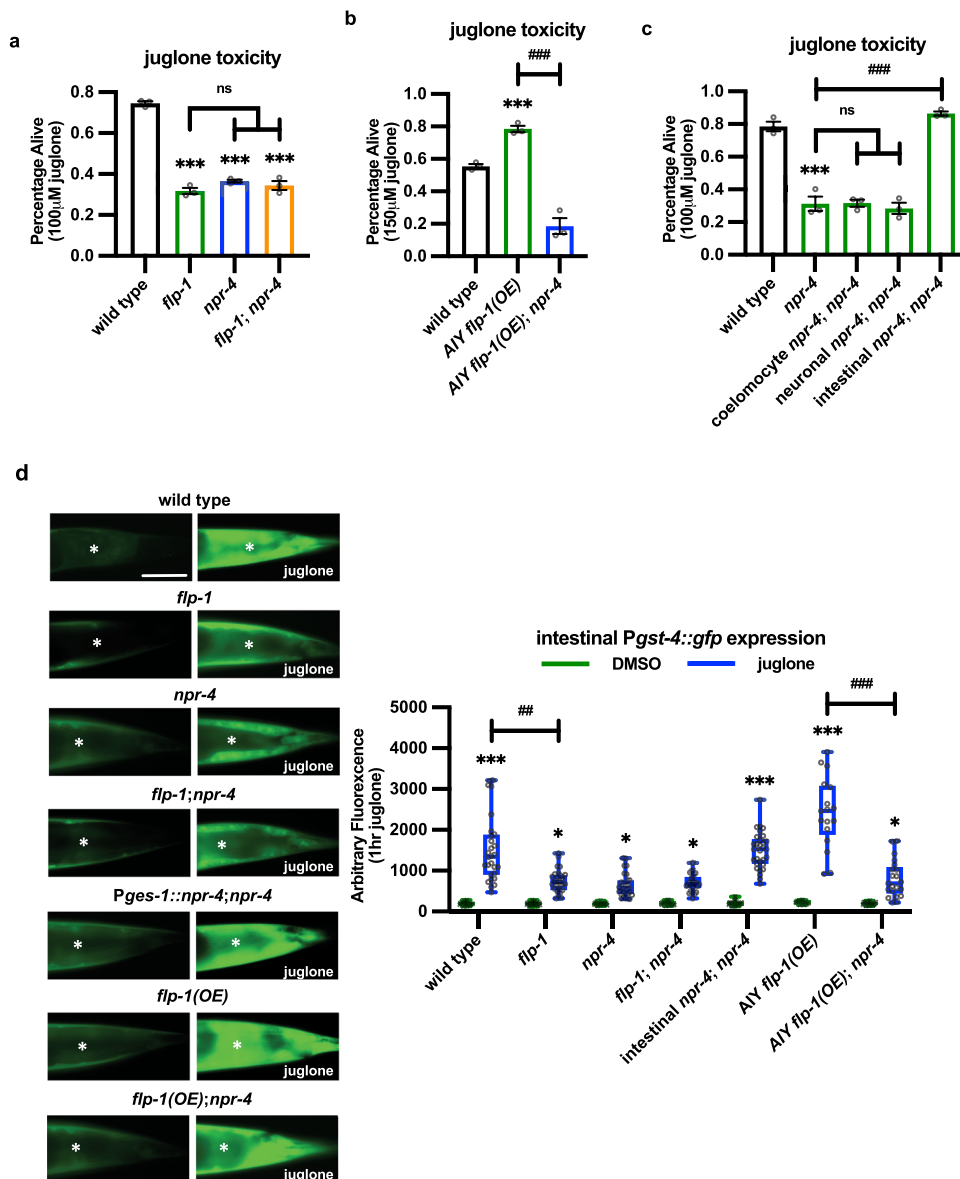 a
juglone toxicity
Percentage Alive
(100μM juglone)
0.8
0.6
0.4
0.2
0.0
ns
***
***
***
wild type
flp-1
npr-4
flp-1; npr-4
b
juglone toxicity
Percentage Alive
(150μM juglone)
1.0
0.8
0.6
0.4
0.2
0.0
###
***
wild type
AIY flp-1(OE)
AIY flp-1(OE); npr-4
c
juglone toxicity
Percentage Alive
(100μM juglone)
1.0
0.8
0.6
0.4
0.2
0.0
###
ns
***
wild type
npr-4
coelomocyte npr-4; npr-4
neuronal npr-4; npr-4
intestinal npr-4; npr-4
d
wild type
*
*
juglone
flp-1
*
*
juglone
npr-4
*
*
juglone
flp-1;npr-4
*
*
juglone
Pges-1::npr-4;npr-4
*
*
juglone
flp-1(OE)
*
*
juglone
flp-1(OE);npr-4
*
*
juglone
intestinal Pgst-4::gfp expression
DMSO juglone
Arbitrary Fluorexcence
(1hr juglone)
5000
4000
3000
2000
1000
0
##
###
***
*
*
*
***
***
*
wild type
flp-1
npr-4
flp-1; npr-4
intestinal npr-4; npr-4
AIY flp-1(OE)
AIY flp-1(OE); npr-4